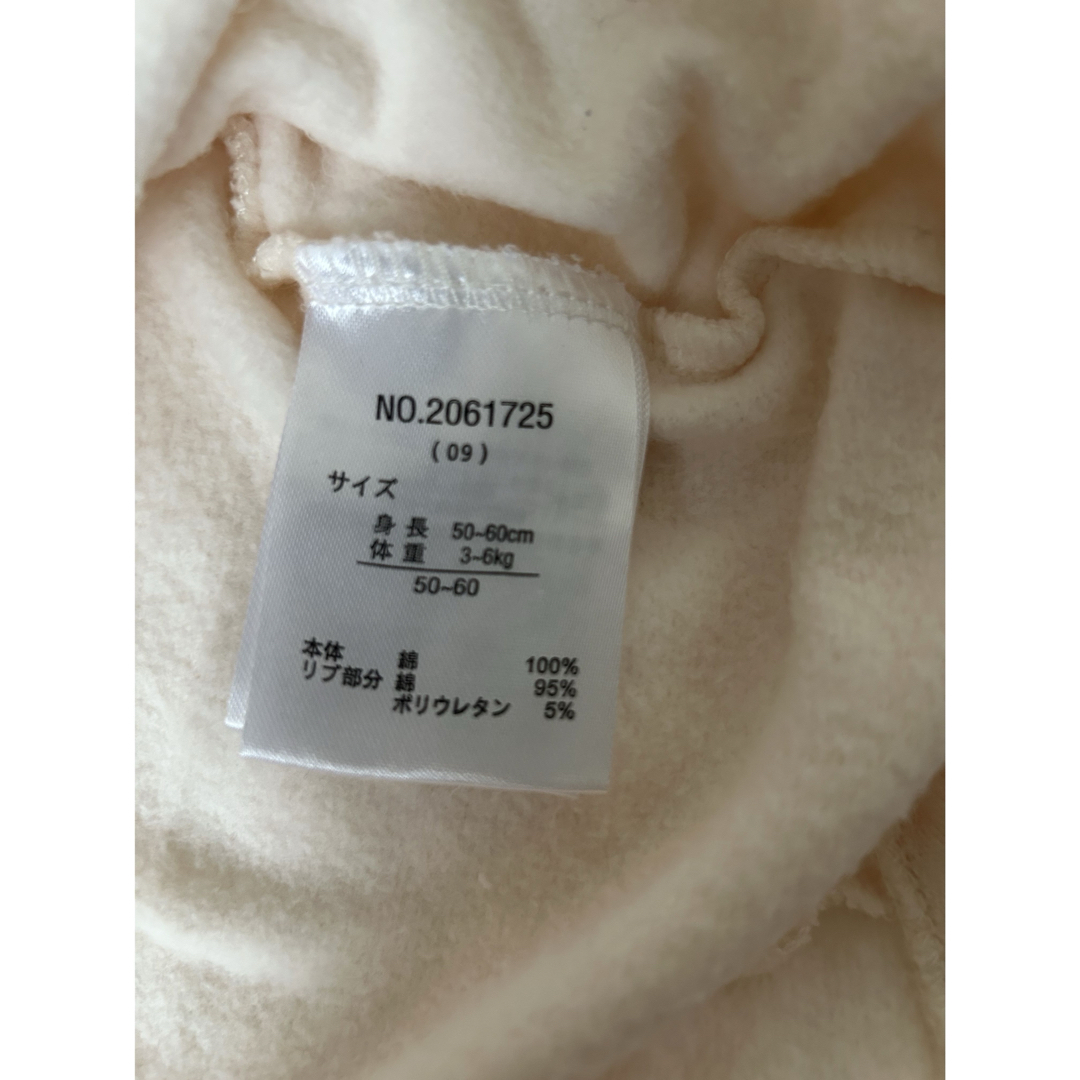 NO.2061725
(09)
サイズ
身長 50~60cm
体重 3~6kg
50~60
本体 綿 100%
リブ部分 綿 95%
ポリウレタン 5%